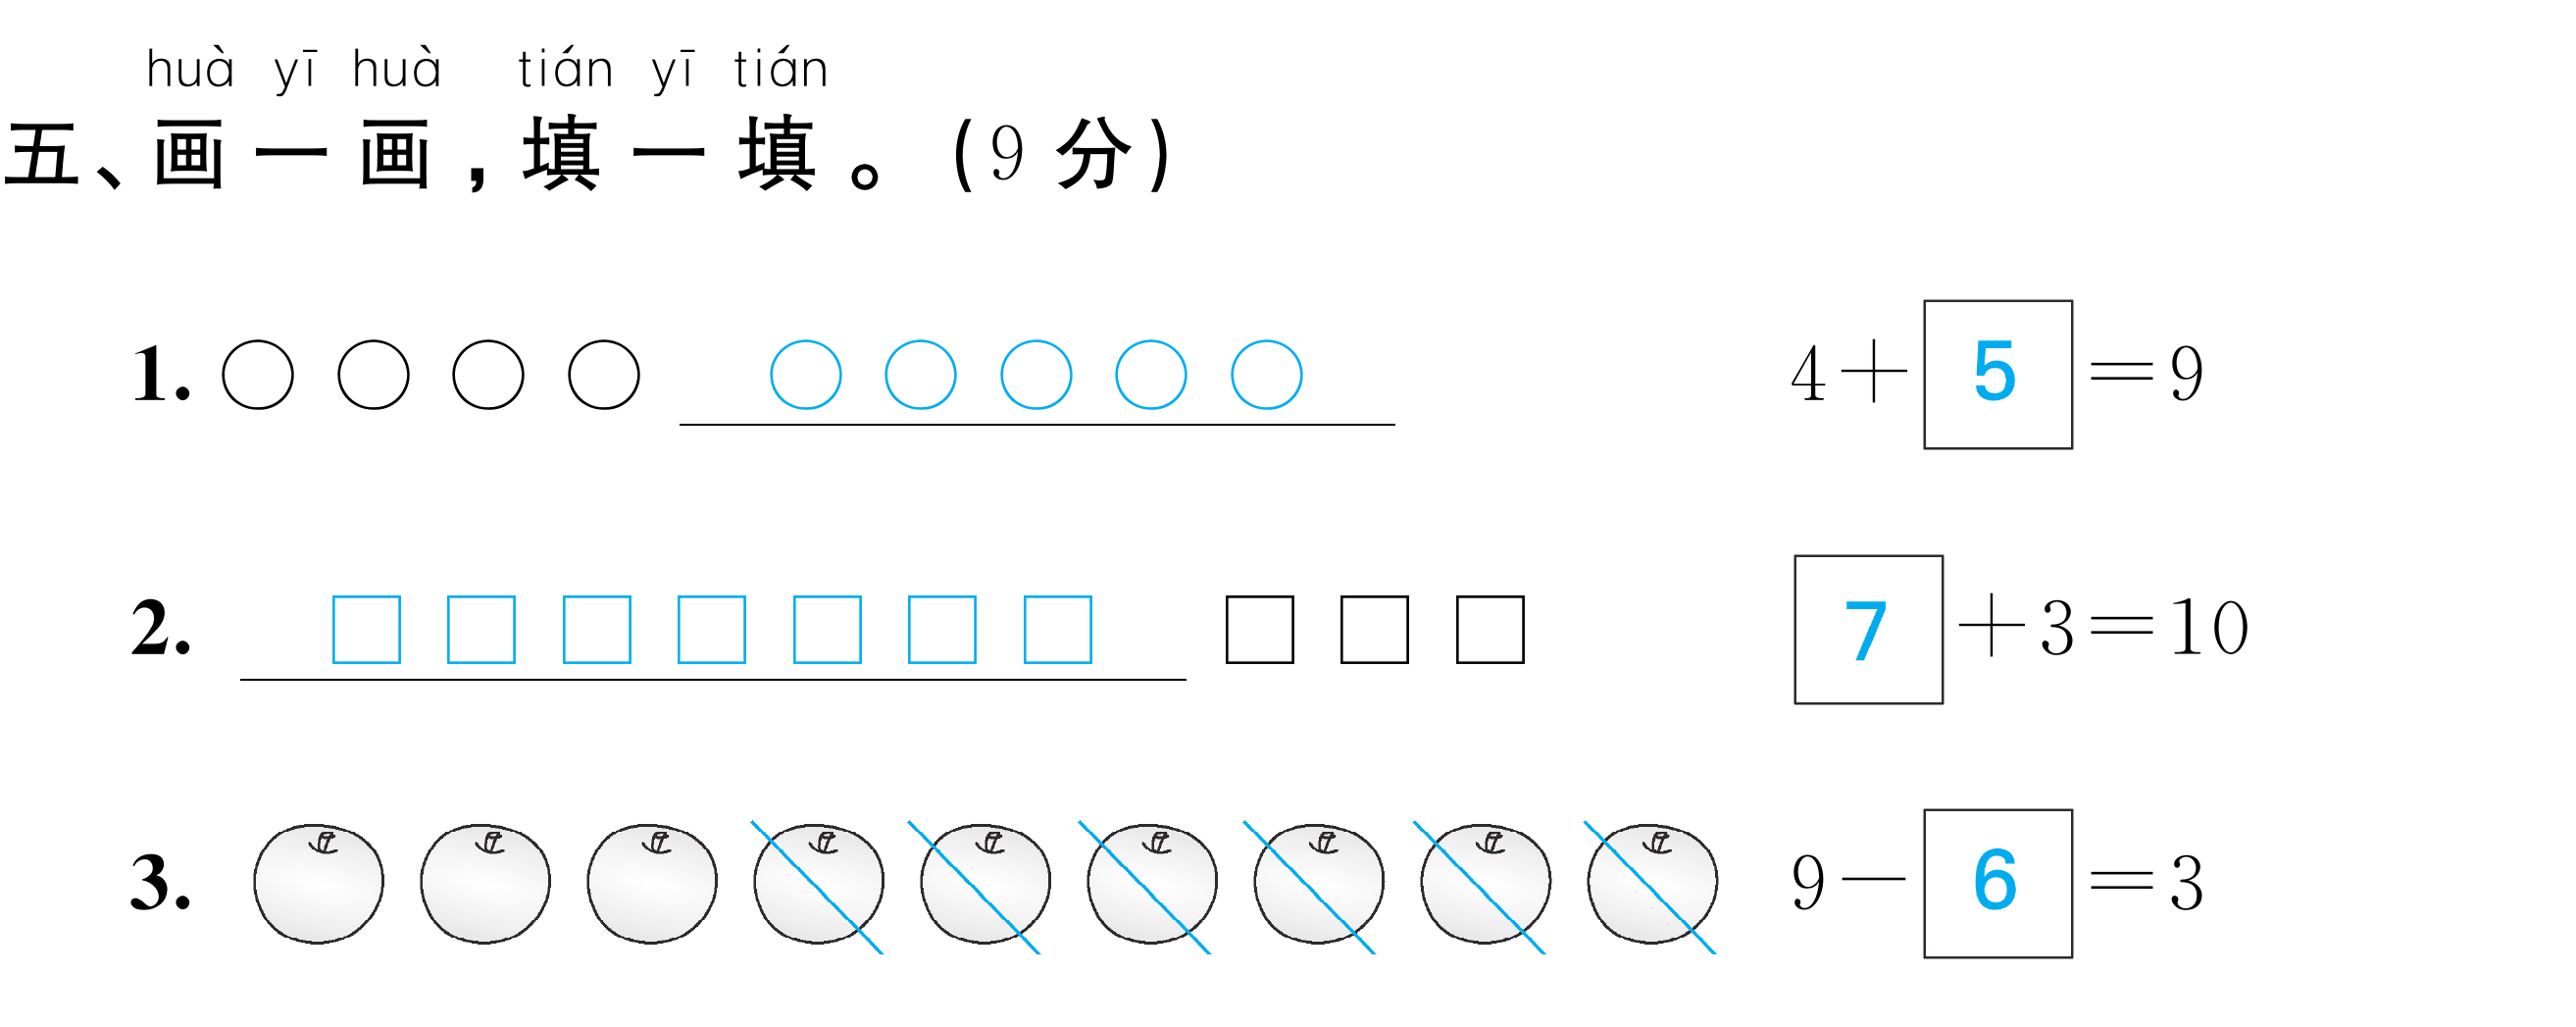 huà yī huà tián yī tián
五、画一画,填一填。(9 分)
1. 4+5=9
2. 7+3=10
3. 9−6=3